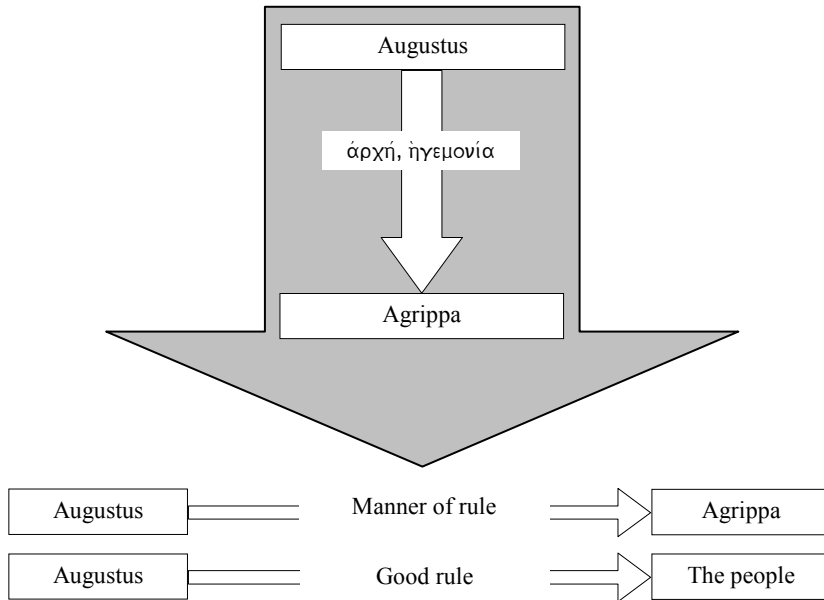 Augustus
ἀρχή, ἡγεμονία
Agrippa
Augustus Manner of rule Agrippa
Augustus Good rule The people